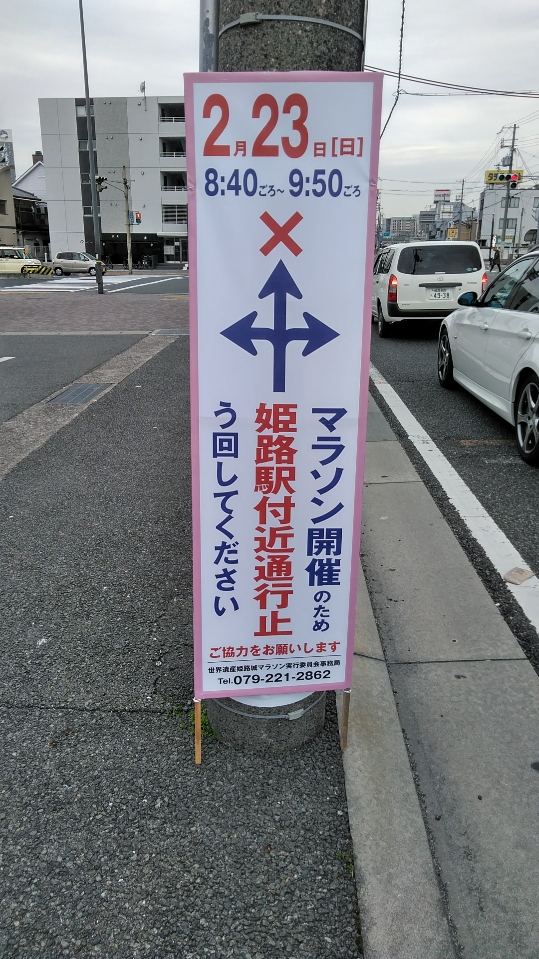 2月23日[日]
8:40ごろ~9:50ごろ
マラソン開催のため
姫路駅付近通行止
う回してください
ご協力をお願いします
世界遺産姫路城マラソン実行委員会事務局
Tel.079-221-2862